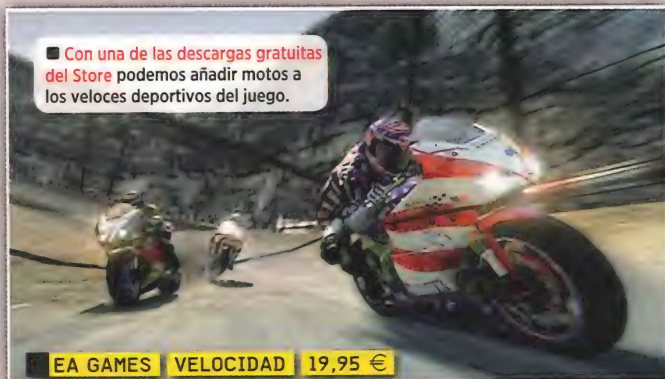 ■ Con una de las descargas gratuitas
del Store podemos añadir motos a
los veloces deportivos del juego.
EA GAMES VELOCIDAD 19,95 €